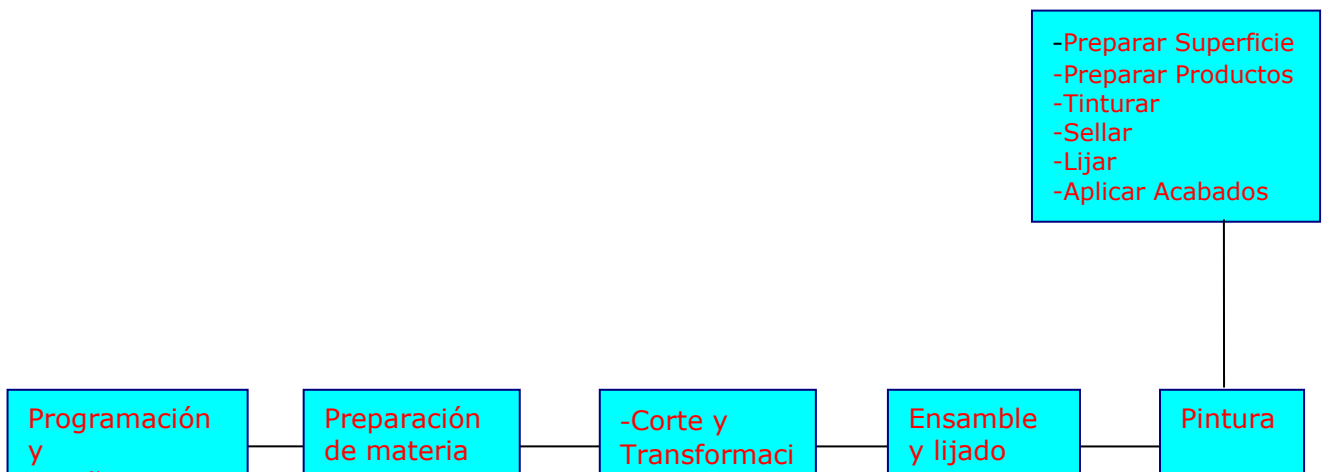 -Preparar Superficie
-Preparar Productos
-Tinturar
-Sellar
-Lijar
-Aplicar Acabados
Programación
y
Preparación
de materia
-Corte y
Transformaci
Ensamble
y lijado
Pintura